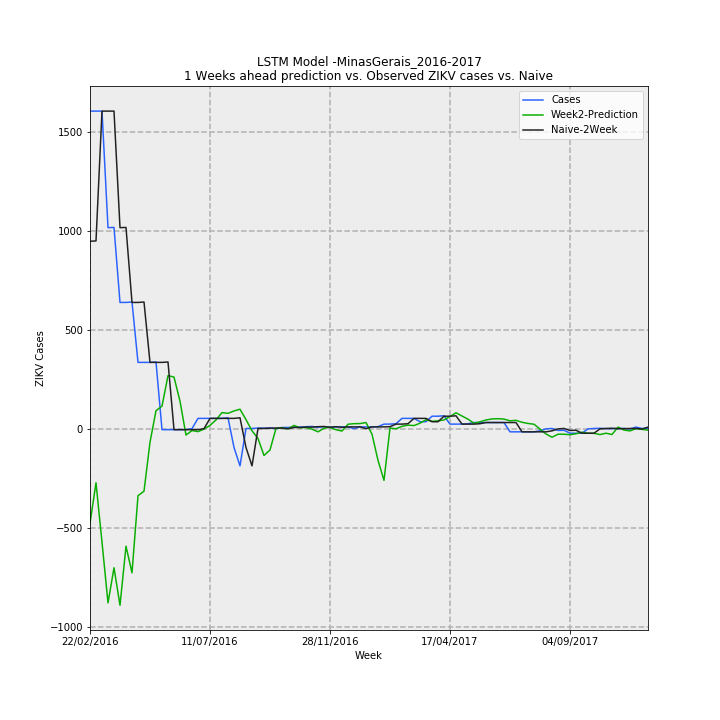 LSTM Model -MinasGerais_2016-2017
1 Weeks ahead prediction vs. Observed ZIKV cases vs. Naive
Cases
Week2-Prediction
Naive-2Week
1500
1000
500
0
−500
−1000
ZIKV Cases
22/02/2016
11/07/2016
28/11/2016
17/04/2017
04/09/2017
Week